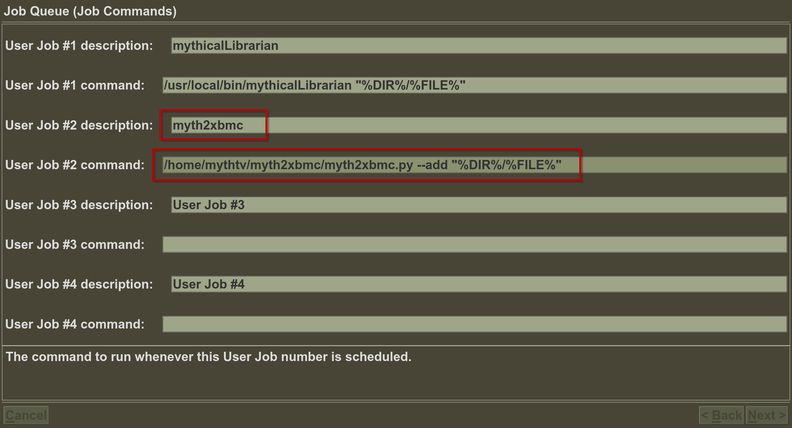 Job Queue (Job Commands)
User Job #1 description: mythicalLibrarian
User Job #1 command: /usr/local/bin/mythicalLibrarian "%DIR%/%FILE%"
User Job #2 description: myth2xbmc
User Job #2 command: /home/mythtv/myth2xbmc/myth2xbmc.py --add "%DIR%/%FILE%"
User Job #3 description: User Job #3
User Job #3 command:
User Job #4 description: User Job #4
User Job #4 command:
The command to run whenever this User Job number is scheduled.
Cancel < Back Next >